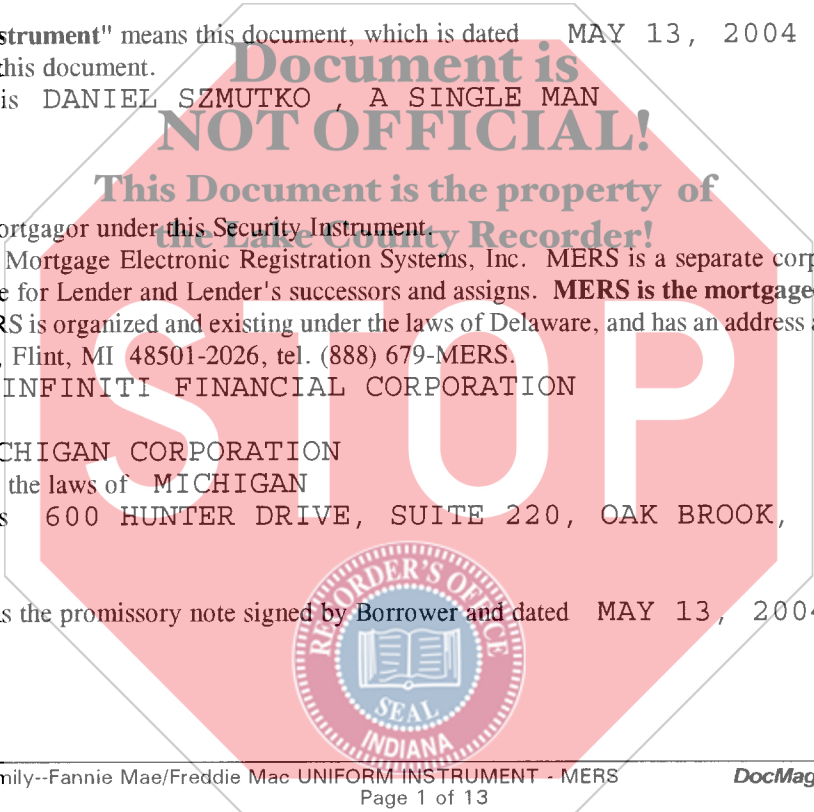 strument" means this document, which is dated MAY 13, 2004
this document.
Document is
is DANIEL SZMUTKO , A SINGLE MAN
NOT OFFICIAL!
This Document is the property of
ortgagor under this Security Instrument.
the Lake County Recorder!
Mortgage Electronic Registration Systems, Inc. MERS is a separate corp
e for Lender and Lender's successors and assigns. MERS is the mortgage
RS is organized and existing under the laws of Delaware, and has an address a
, Flint, MI 48501-2026, tel. (888) 679-MERS.
INFINITI FINANCIAL CORPORATION
STOP
CHIGAN CORPORATION
the laws of MICHIGAN
s 600 HUNTER DRIVE, SUITE 220, OAK BROOK,
RECORDER'S OFFICE
s the promissory note signed by Borrower and dated MAY 13, 2004
SEAL
INDIANA
mily--Fannie Mae/Freddie Mac UNIFORM INSTRUMENT - MERS DocMag
Page 1 of 13